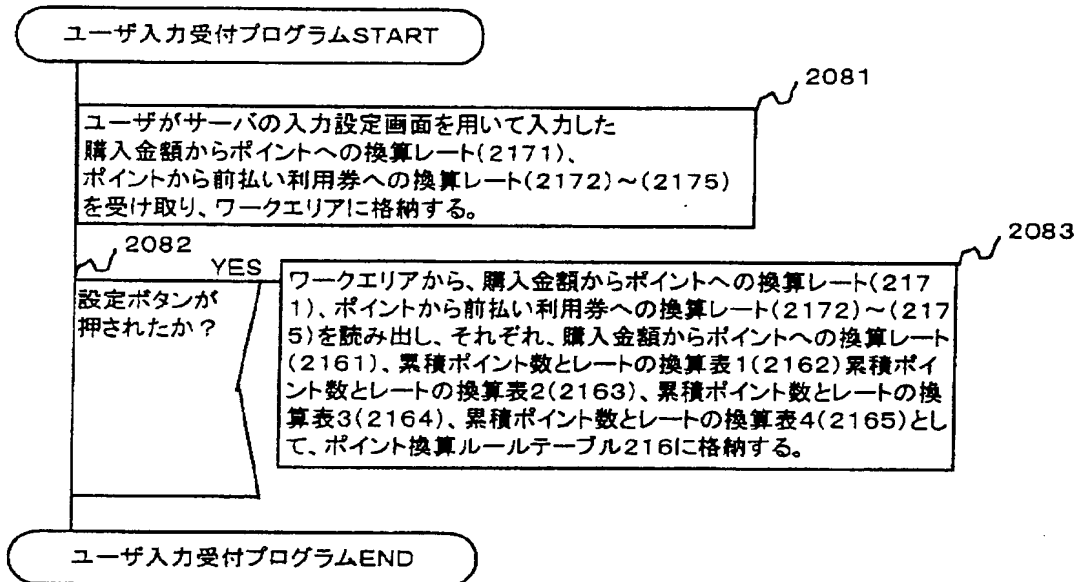 ユーザ入力受付プログラムSTART
2081
ユーザがサーバの入力設定画面を用いて入力した
購入金額からポイントへの換算レート(2171)、
ポイントから前払い利用券への換算レート(2172)～(2175)
を受け取り、ワークエリアに格納する。
2082
YES
設定ボタンが
押されたか？
2083
ワークエリアから、購入金額からポイントへの換算レート(217
1)、ポイントから前払い利用券への換算レート(2172)～(217
5)を読み出し、それぞれ、購入金額からポイントへの換算レート
(2161)、累積ポイント数とレートの換算表1(2162)累積ポイ
ント数とレートの換算表2(2163)、累積ポイント数とレートの換
算表3(2164)、累積ポイント数とレートの換算表4(2165)とし
て、ポイント換算ルールテーブル216に格納する。
ユーザ入力受付プログラムEND